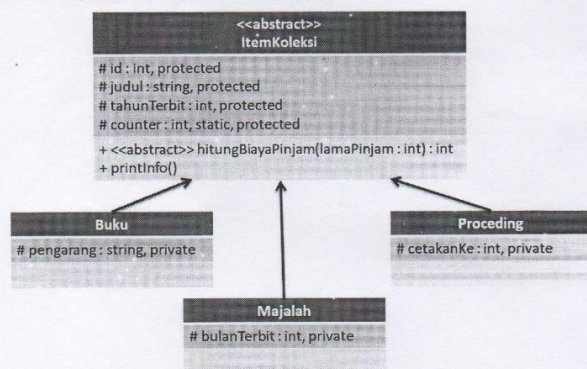 <<abstract>>
ItemKoleksi
# id : int, protected
# judul : string, protected
# tahunTerbit : int, protected
# counter : int, static, protected
+ <<abstract>> hitungBiayaPinjam(lamaPinjam : int) : int
+ printInfo()
Buku
# pengarang : string, private
Proceding
# cetakanKe : int, private
Majalah
# bulanTerbit : int, private